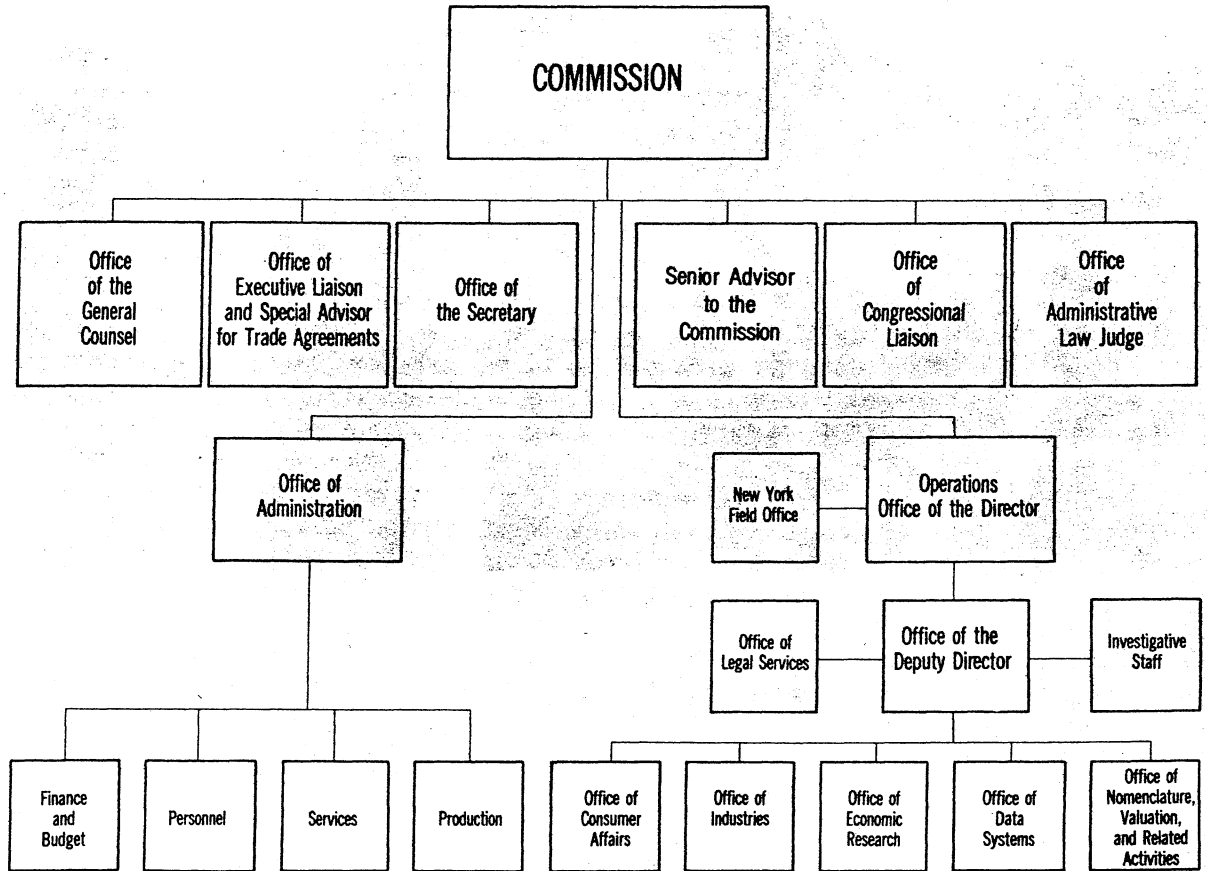 COMMISSION
Office
of the
General
Counsel
Office of
Executive Liaison
and Special Advisor
for Trade Agreements
Office of
the Secretary
Senior Advisor
to the
Commission
Office
of
Congressional
Liaison
Office
of
Administrative
Law Judge
Office of
Administration
New York
Field Office
Operations
Office of the Director
Office of
Legal Services
Office of the
Deputy Director
Investigative
Staff
Finance
and
Budget
Personnel
Services
Production
Office of
Consumer
Affairs
Office of
Industries
Office of
Economic
Research
Office of
Data
Systems
Office of
Nomenclature,
Valuation,
and Related
Activities